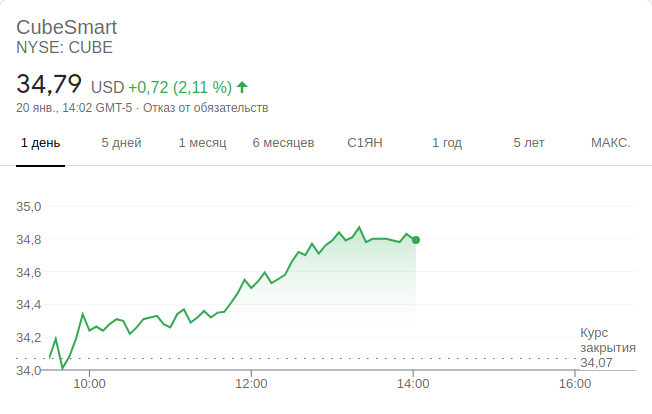 CubeSmart
NYSE: CUBE
34,79 USD +0,72 (2,11 %)
20 янв., 14:02 GMT-5 · Отказ от обязательств
1 день 5 дней 1 месяц 6 месяцев С1ЯН 1 год 5 лет МАКС.
35,0
34,8
34,6
34,4
34,2
34,0
Курс
закрытия
34,07
10:00 12:00 14:00 16:00